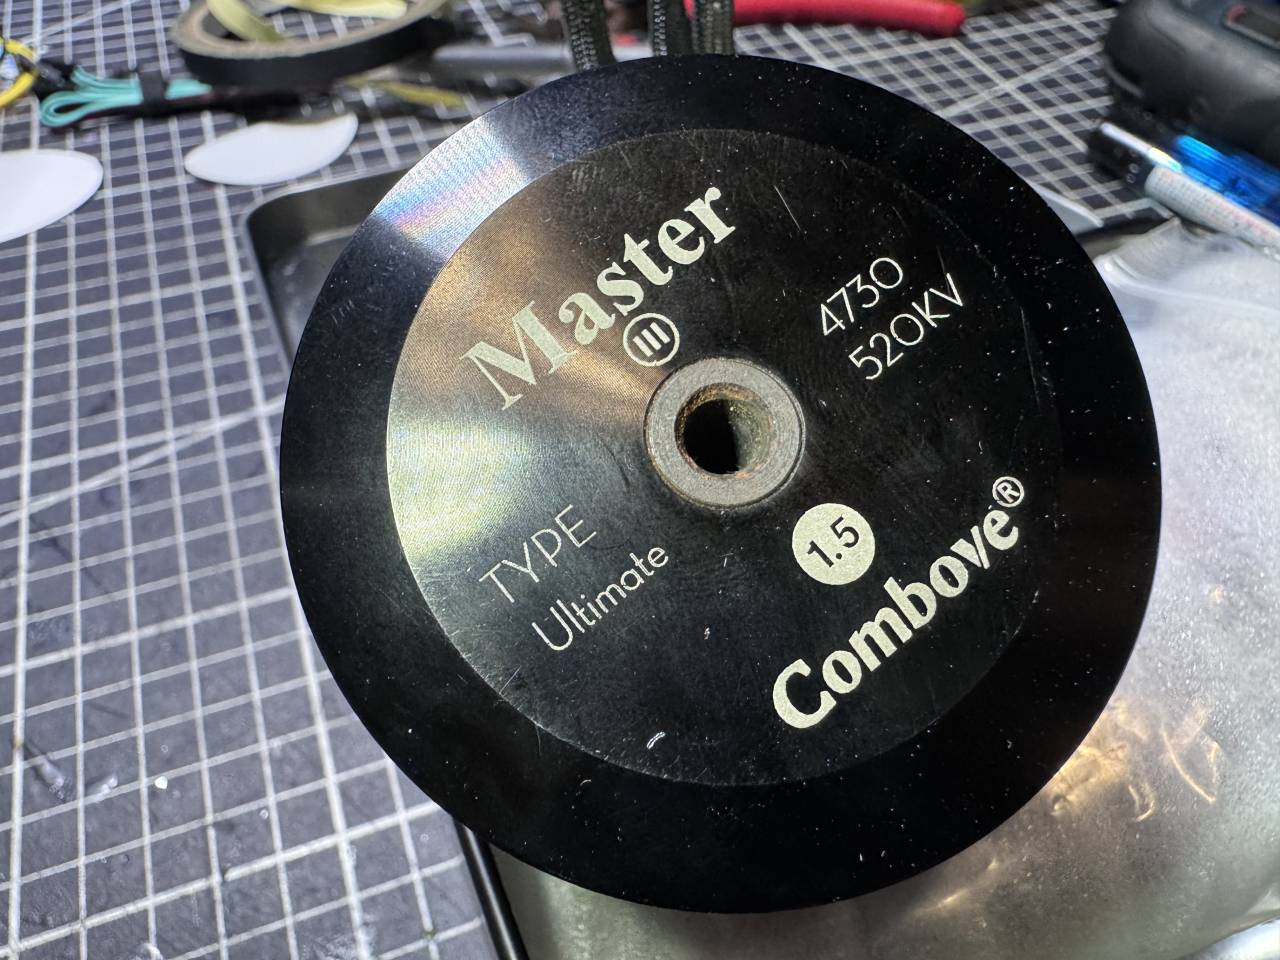 Master
III
4730
520KV
TYPE
Ultimate
1.5
Combove®